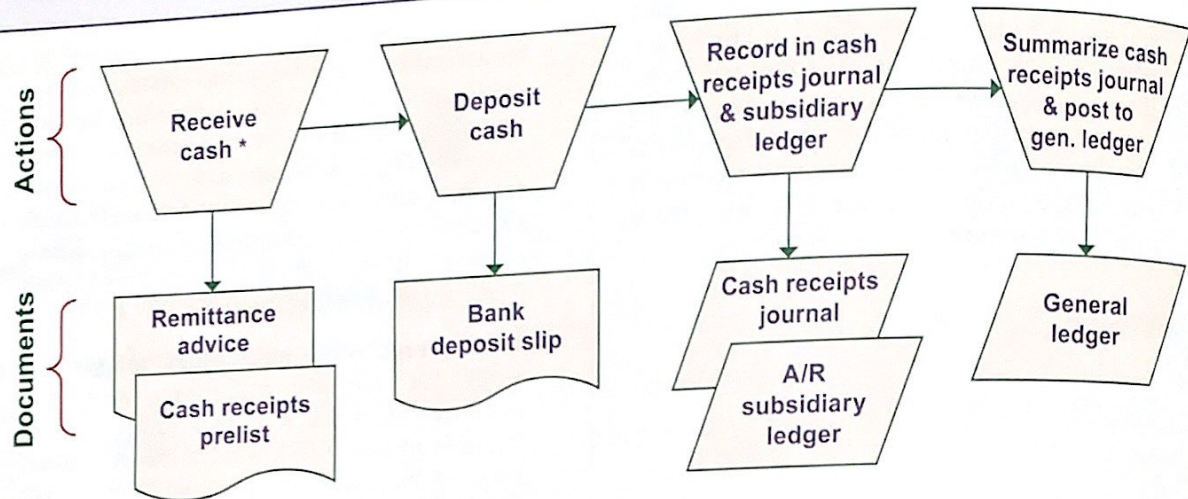 Actions
Receive
cash *
Deposit
cash
Record in cash
receipts journal
& subsidiary
ledger
Summarize cash
receipts journal
& post to
gen. ledger
Documents
Remittance
advice
Cash receipts
prelist
Bank
deposit slip
Cash receipts
journal
A/R
subsidiary
ledger
General
ledger